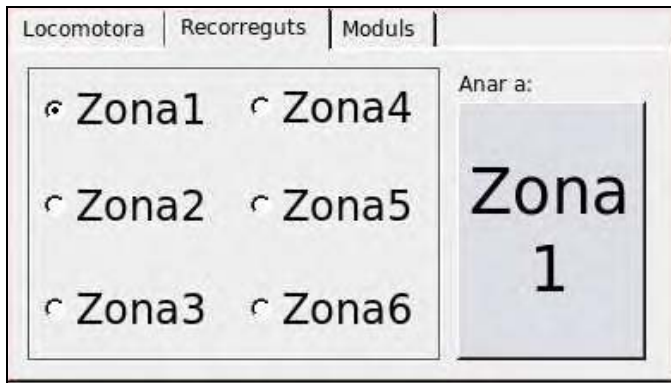 Locomotora Recorreguts Moduls
Zona1 Zona4
Zona2 Zona5
Zona3 Zona6
Anar a:
Zona
1